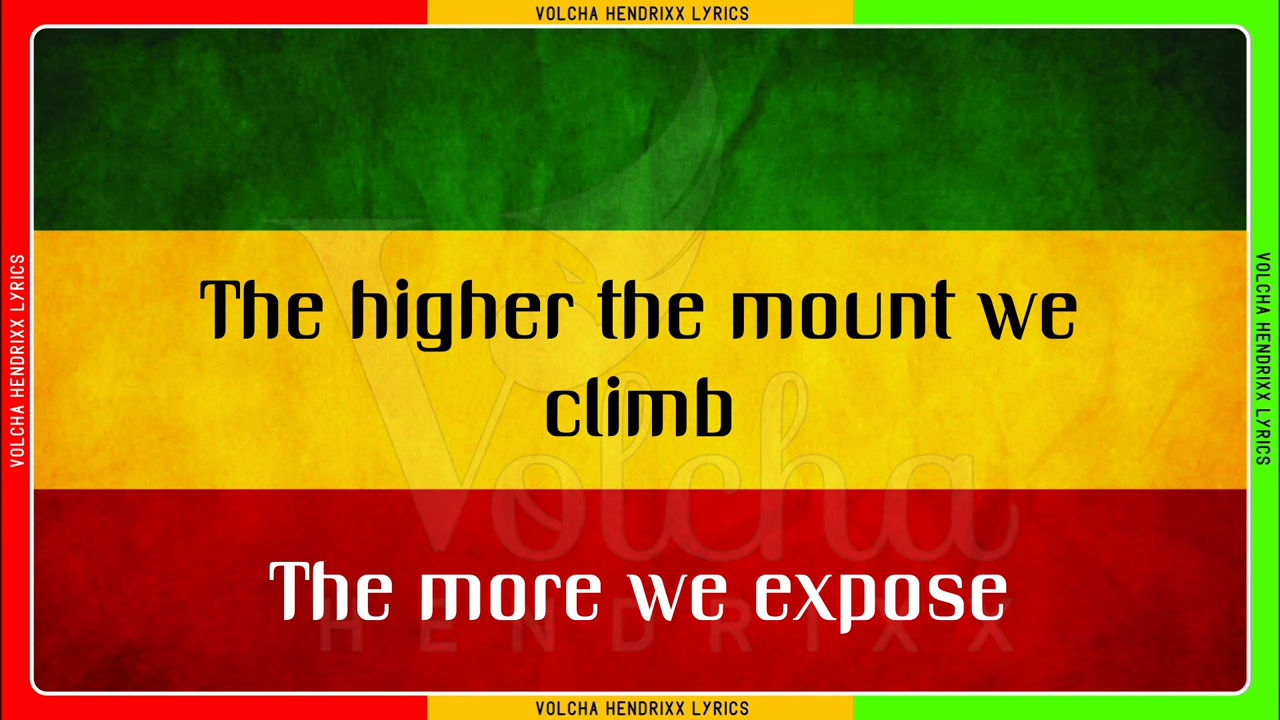 VOLCHA HENDRIXX LYRICS
VOLCHA HENDRIXX LYRICS
VOLCHA HENDRIXX LYRICS
The higher the mount we
climb
Volcha
The more we expose
HENDRIXX
VOLCHA HENDRIXX LYRICS